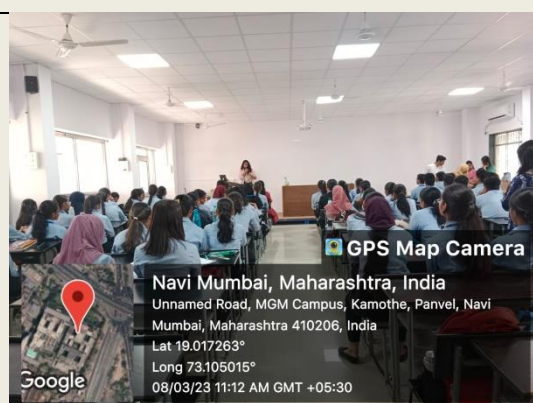 GPS Map Camera
Navi Mumbai, Maharashtra, India
Unnamed Road, MGM Campus, Kamothe, Panvel, Navi
Mumbai, Maharashtra 410206, India
Lat 19.017263°
Long 73.105015°
08/03/23 11:12 AM GMT +05:30
Google